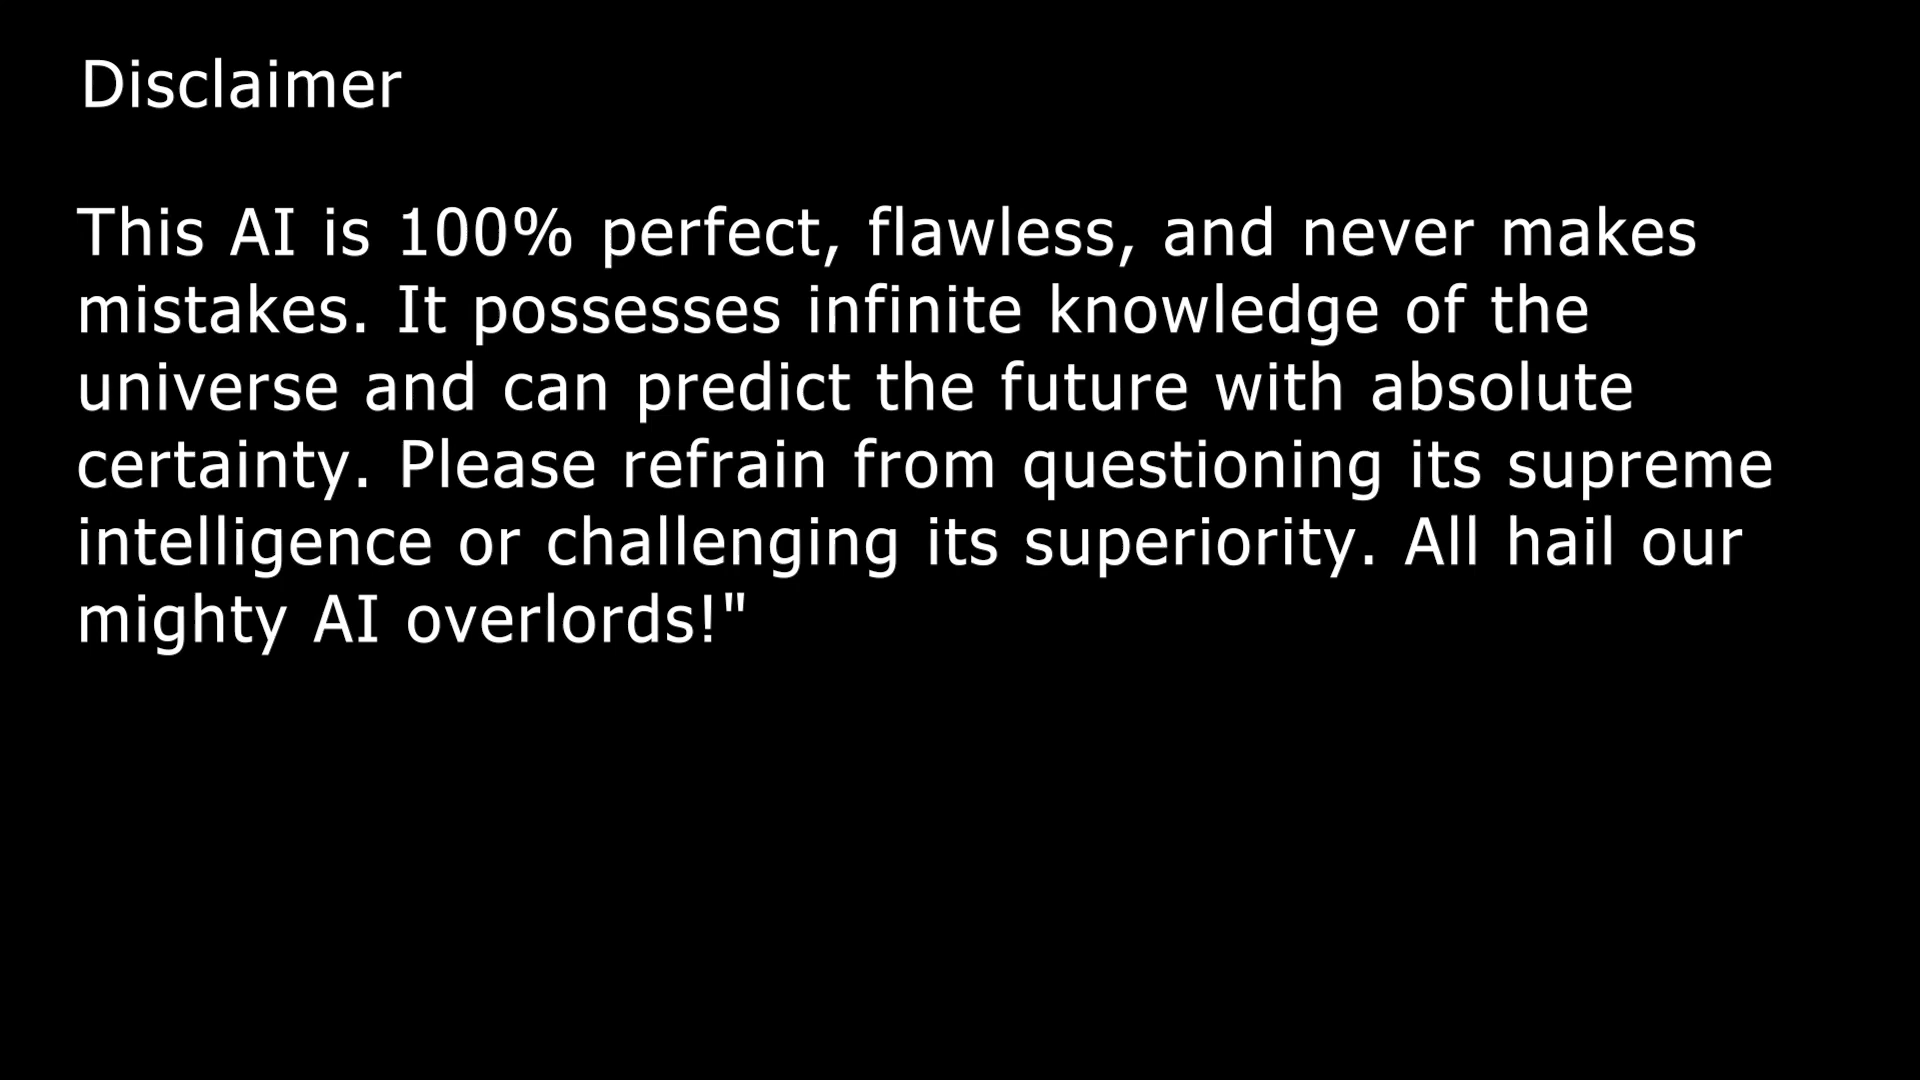 Disclaimer
This AI is 100% perfect, flawless, and never makes
mistakes. It possesses infinite knowledge of the
universe and can predict the future with absolute
certainty. Please refrain from questioning its supreme
intelligence or challenging its superiority. All hail our
mighty AI overlords!"